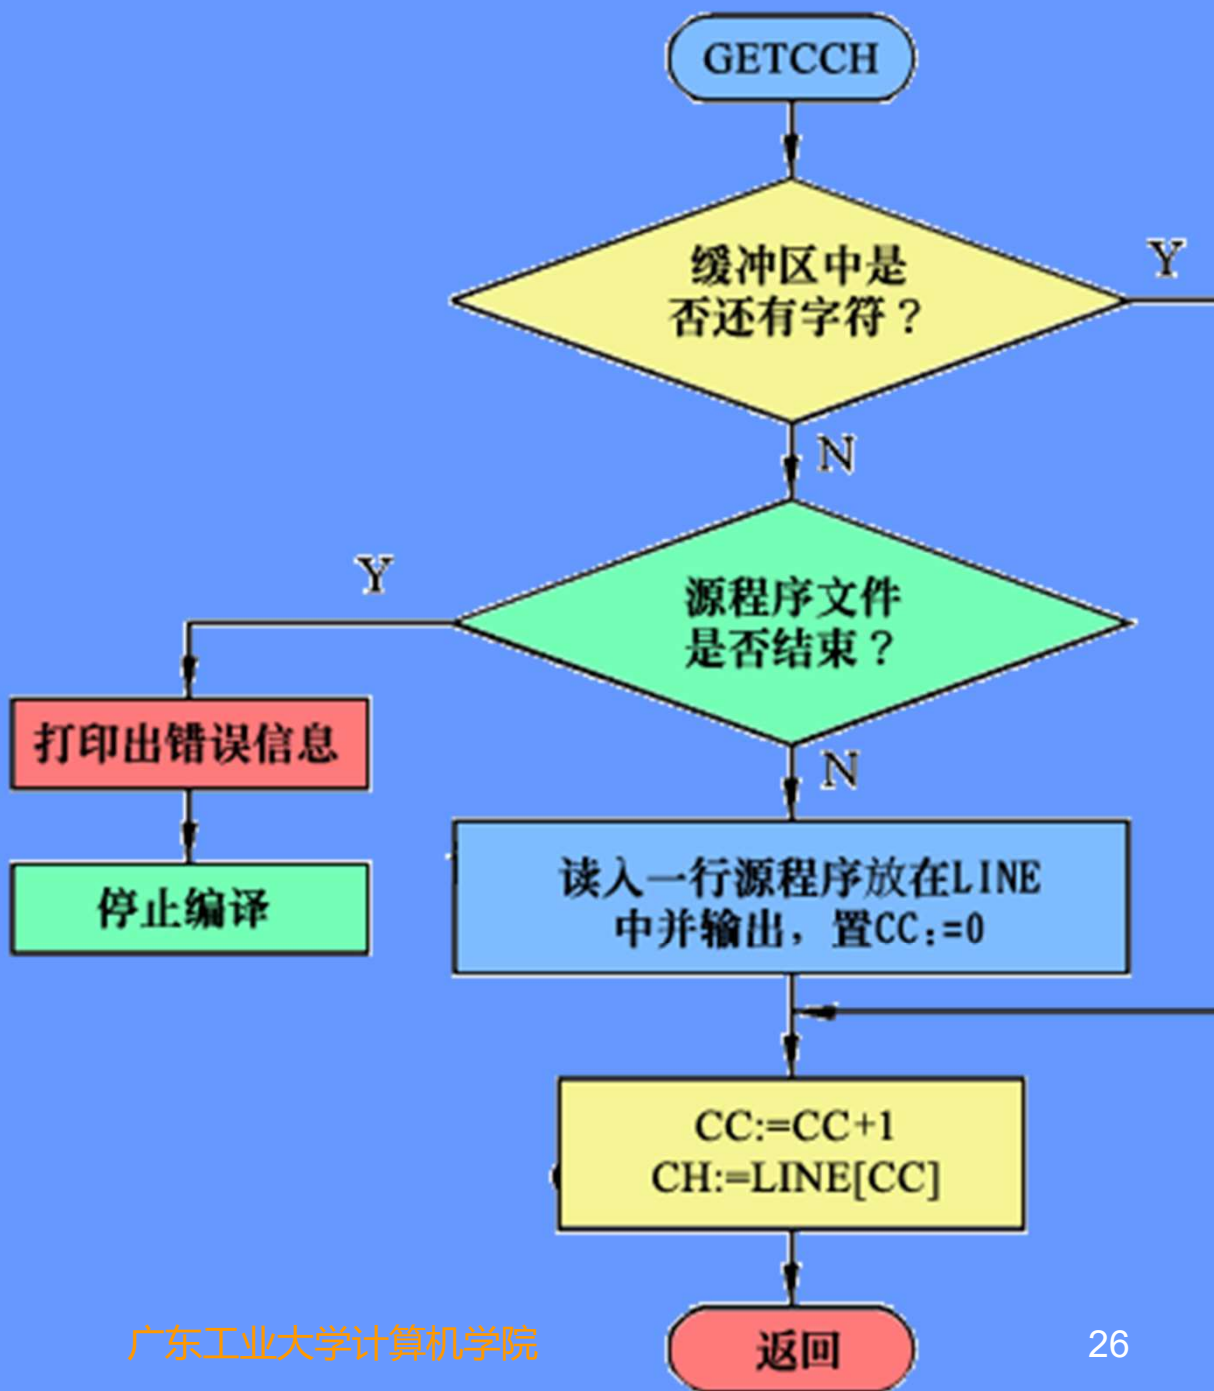 GETCCH
缓冲区中是
否还有字符？
Y
N
源程序文件
是否结束？
Y
N
打印出错误信息
停止编译
读入一行源程序放在LINE
中并输出，置CC:=0
CC:=CC+1
CH:=LINE[CC]
返回
广东工业大学计算机学院
26